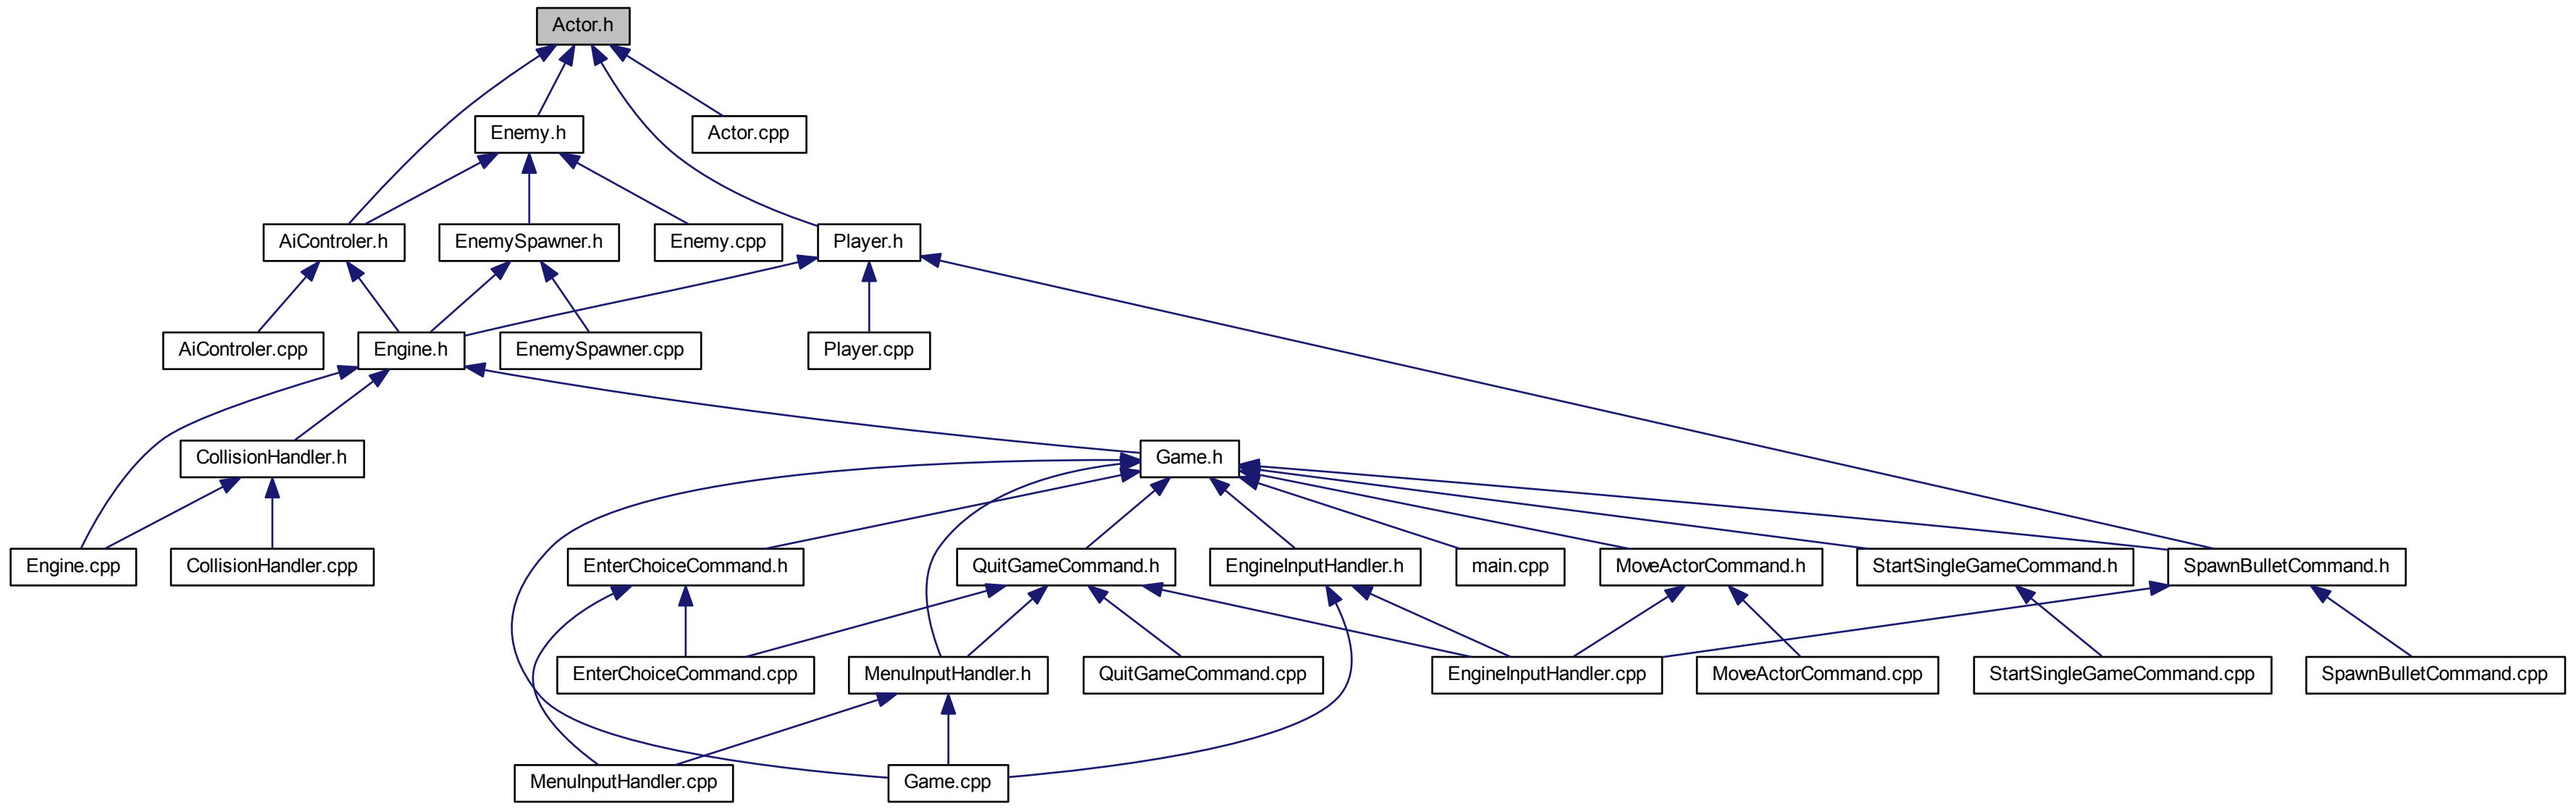 Actor.h
Enemy.h
Actor.cpp
AiControler.h
EnemySpawner.h
Enemy.cpp
Player.h
AiControler.cpp
Engine.h
EnemySpawner.cpp
Player.cpp
CollisionHandler.h
Game.h
Engine.cpp
CollisionHandler.cpp
EnterChoiceCommand.h
QuitGameCommand.h
EngineInputHandler.h
main.cpp
MoveActorCommand.h
StartSingleGameCommand.h
SpawnBulletCommand.h
EnterChoiceCommand.cpp
MenuInputHandler.h
QuitGameCommand.cpp
EngineInputHandler.cpp
MoveActorCommand.cpp
StartSingleGameCommand.cpp
SpawnBulletCommand.cpp
MenuInputHandler.cpp
Game.cpp